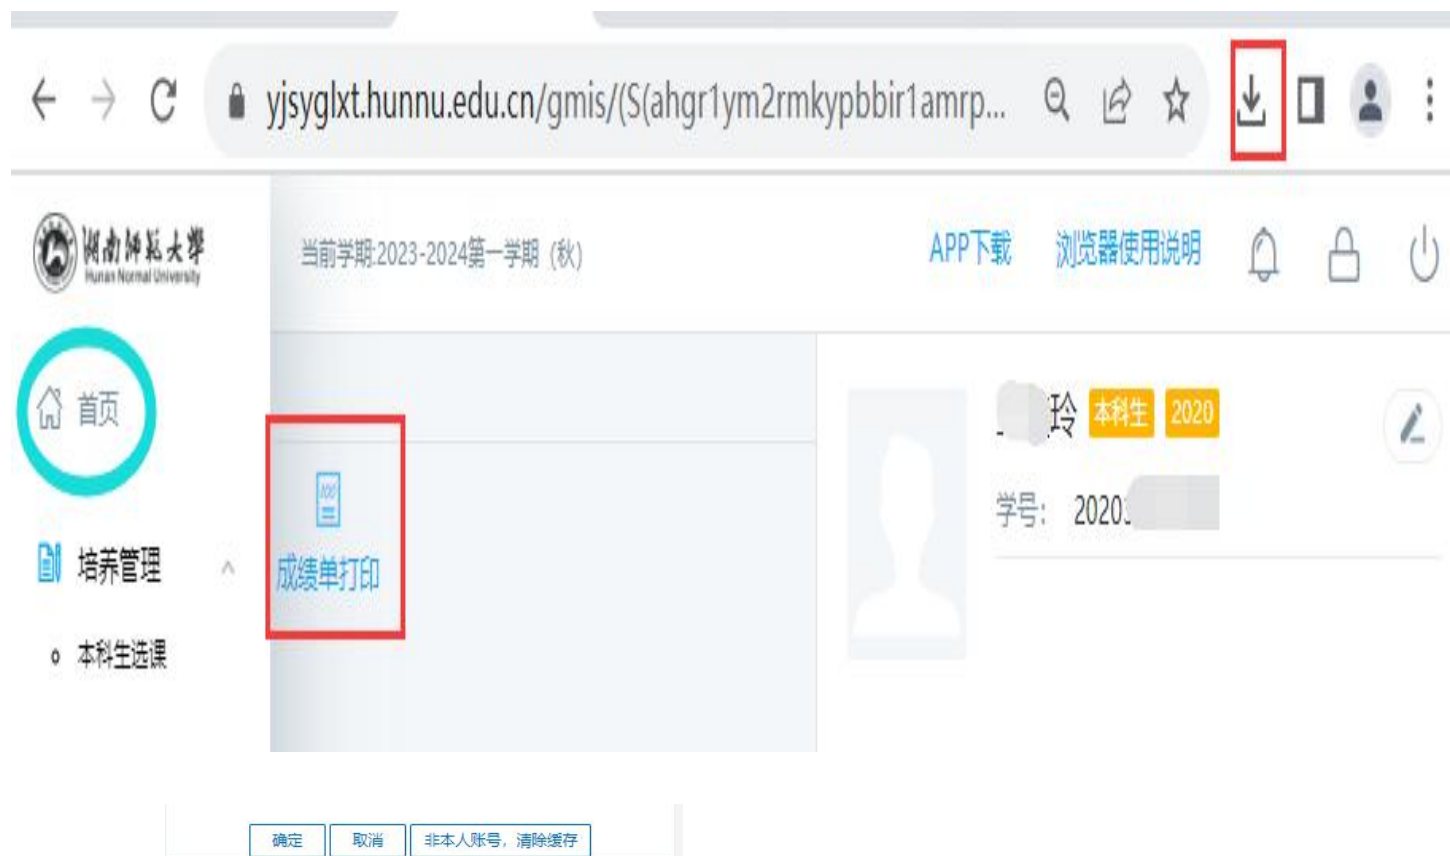 yjsyglxt.hunnu.edu.cn/gmis/(S(ahgr1ym2rmkypbbir1amrp...
湖南师范大学
Hunan Normal University
当前学期:2023-2024第一学期（秋）
APP下载 浏览器使用说明
首页
玲 本科生 2020
100
学号: 2020
培养管理
成绩单打印
本科生选课
确定 取消 非本人账号，清除缓存